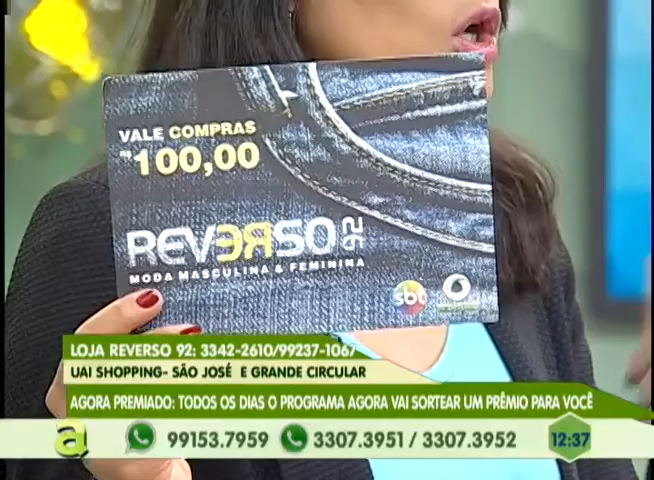 VALE COMPRAS
R$100,00
REVERSO 92
MODA MASCULINA & FEMININA
sbt
LOJA REVERSO 92: 3342-2610/99237-1067
UAI SHOPPING- SÃO JOSÉ E GRANDE CIRCULAR
AGORA PREMIADO: TODOS OS DIAS O PROGRAMA AGORA VAI SORTEAR UM PRÊMIO PARA VOCÊ
a 99153.7959 3307.3951 / 3307.3952 12:37